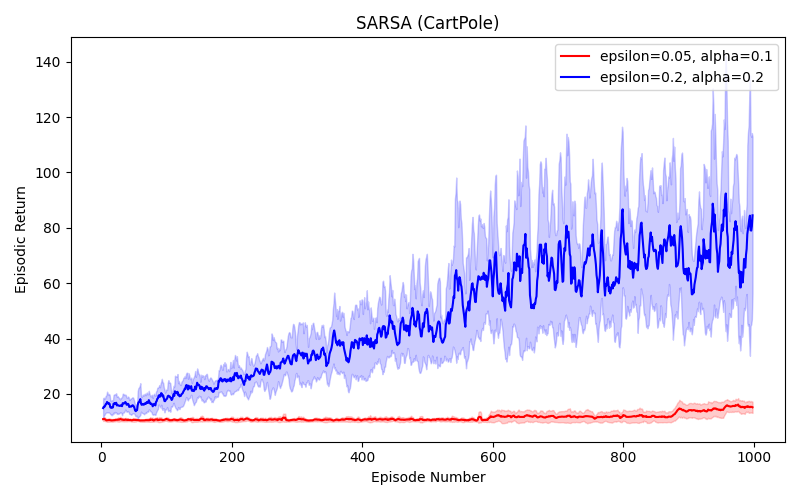 SARSA (CartPole)
epsilon=0.05, alpha=0.1
epsilon=0.2, alpha=0.2
Episodic Return
140
120
100
80
60
40
20
0
200
400
600
800
1000
Episode Number